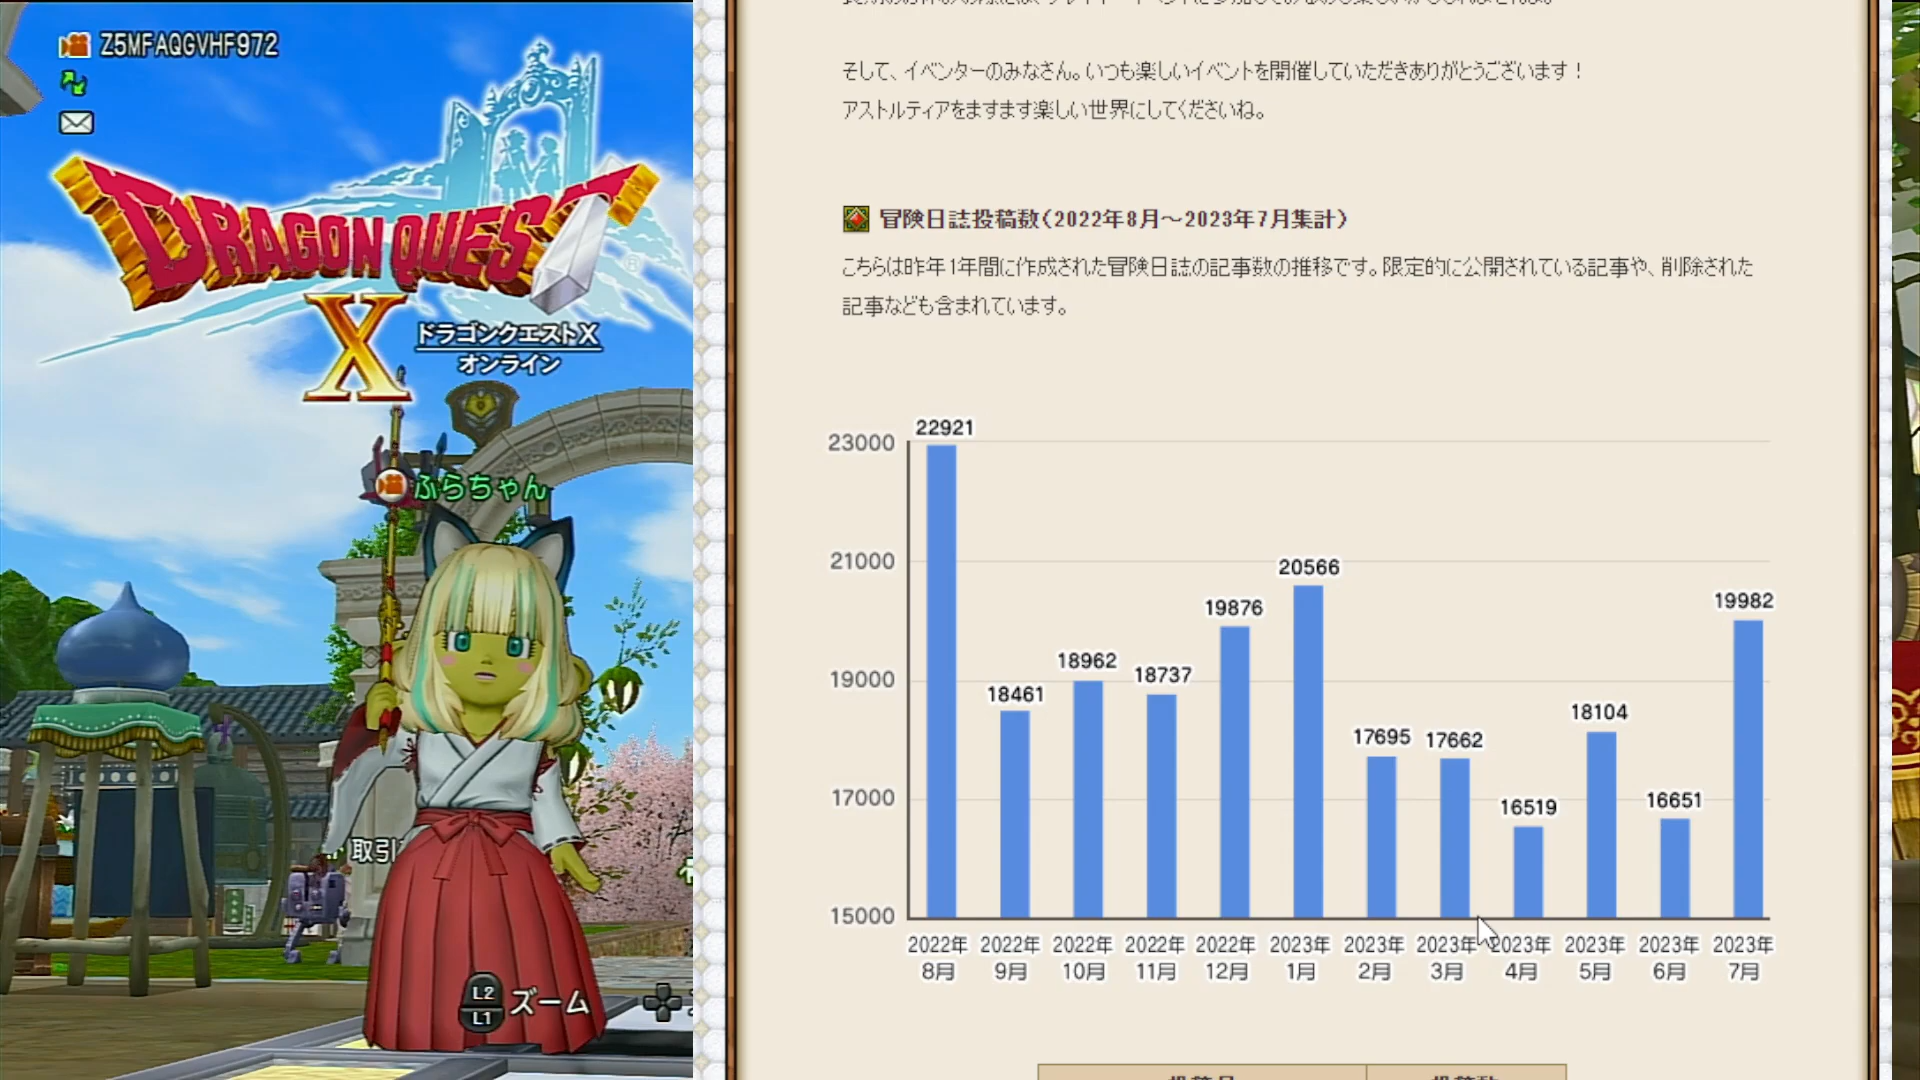 Z5MFAQGVHF972
DRAGON QUEST
X
ドラゴンクエストX
オンライン
ふらちゃん
取引
L2
L1
ズーム
そして、イベンターのみなさん。いつも楽しいイベントを開催していただきありがとうございます！
アストルティアをますます楽しい世界にしてくださいね。
冒険日誌投稿数（2022年8月～2023年7月集計）
こちらは昨年1年間に作成された冒険日誌の記事数の推移です。限定的に公開されている記事や、削除された
記事なども含まれています。
23000
21000
19000
17000
15000
22921
18461
18962
18737
19876
20566
17695
17662
16519
18104
16651
19982
2022年
8月
2022年
9月
2022年
10月
2022年
11月
2022年
12月
2023年
1月
2023年
2月
2023年
3月
2023年
4月
2023年
5月
2023年
6月
2023年
7月